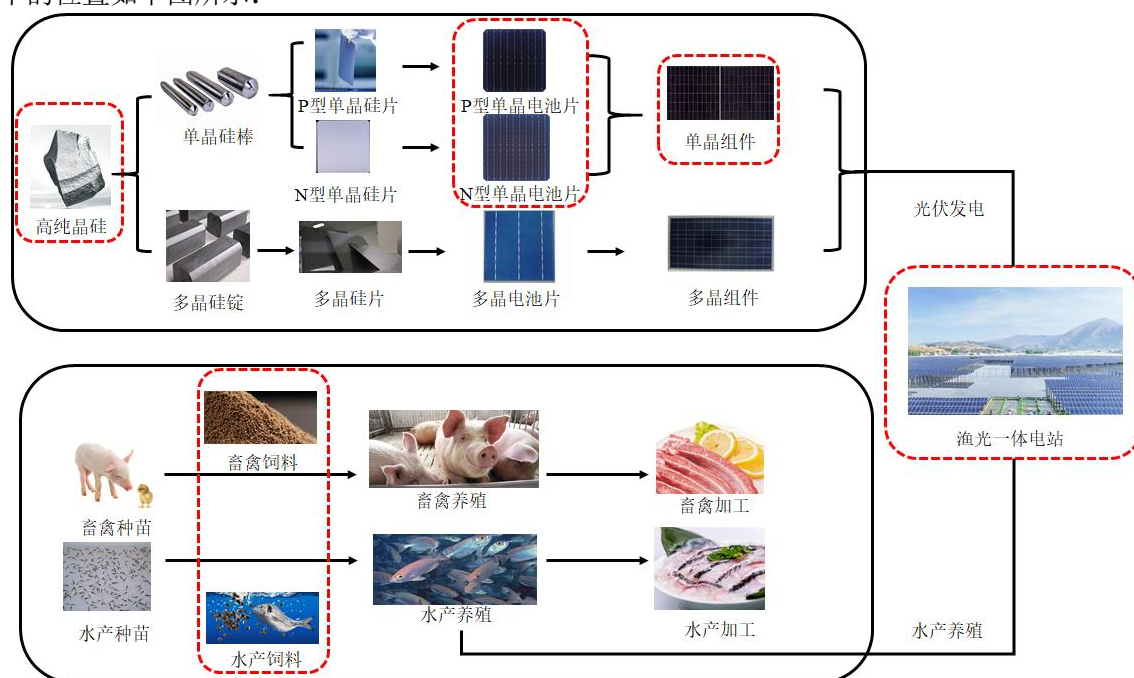 P型单晶硅片
P型单晶电池片
单晶硅棒
单晶组件
高纯晶硅
N型单晶硅片
N型单晶电池片
光伏发电
多晶硅锭
多晶硅片
多晶电池片
多晶组件
渔光一体电站
畜禽饲料
畜禽种苗
畜禽养殖
畜禽加工
水产种苗
水产饲料
水产养殖
水产加工
水产养殖